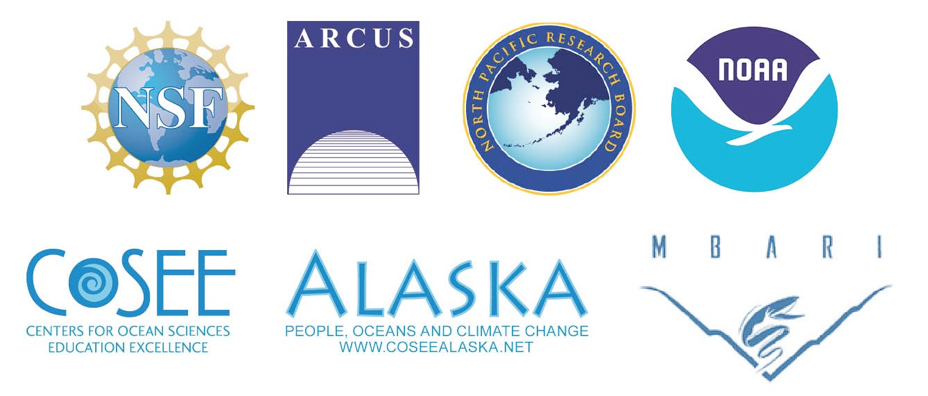 NSF
ARCUS
NORTH PACIFIC RESEARCH BOARD
NOAA
COSEE
CENTERS FOR OCEAN SCIENCES
EDUCATION EXCELLENCE
ALASKA
PEOPLE, OCEANS AND CLIMATE CHANGE
WWW.COSEEALASKA.NET
MBARI